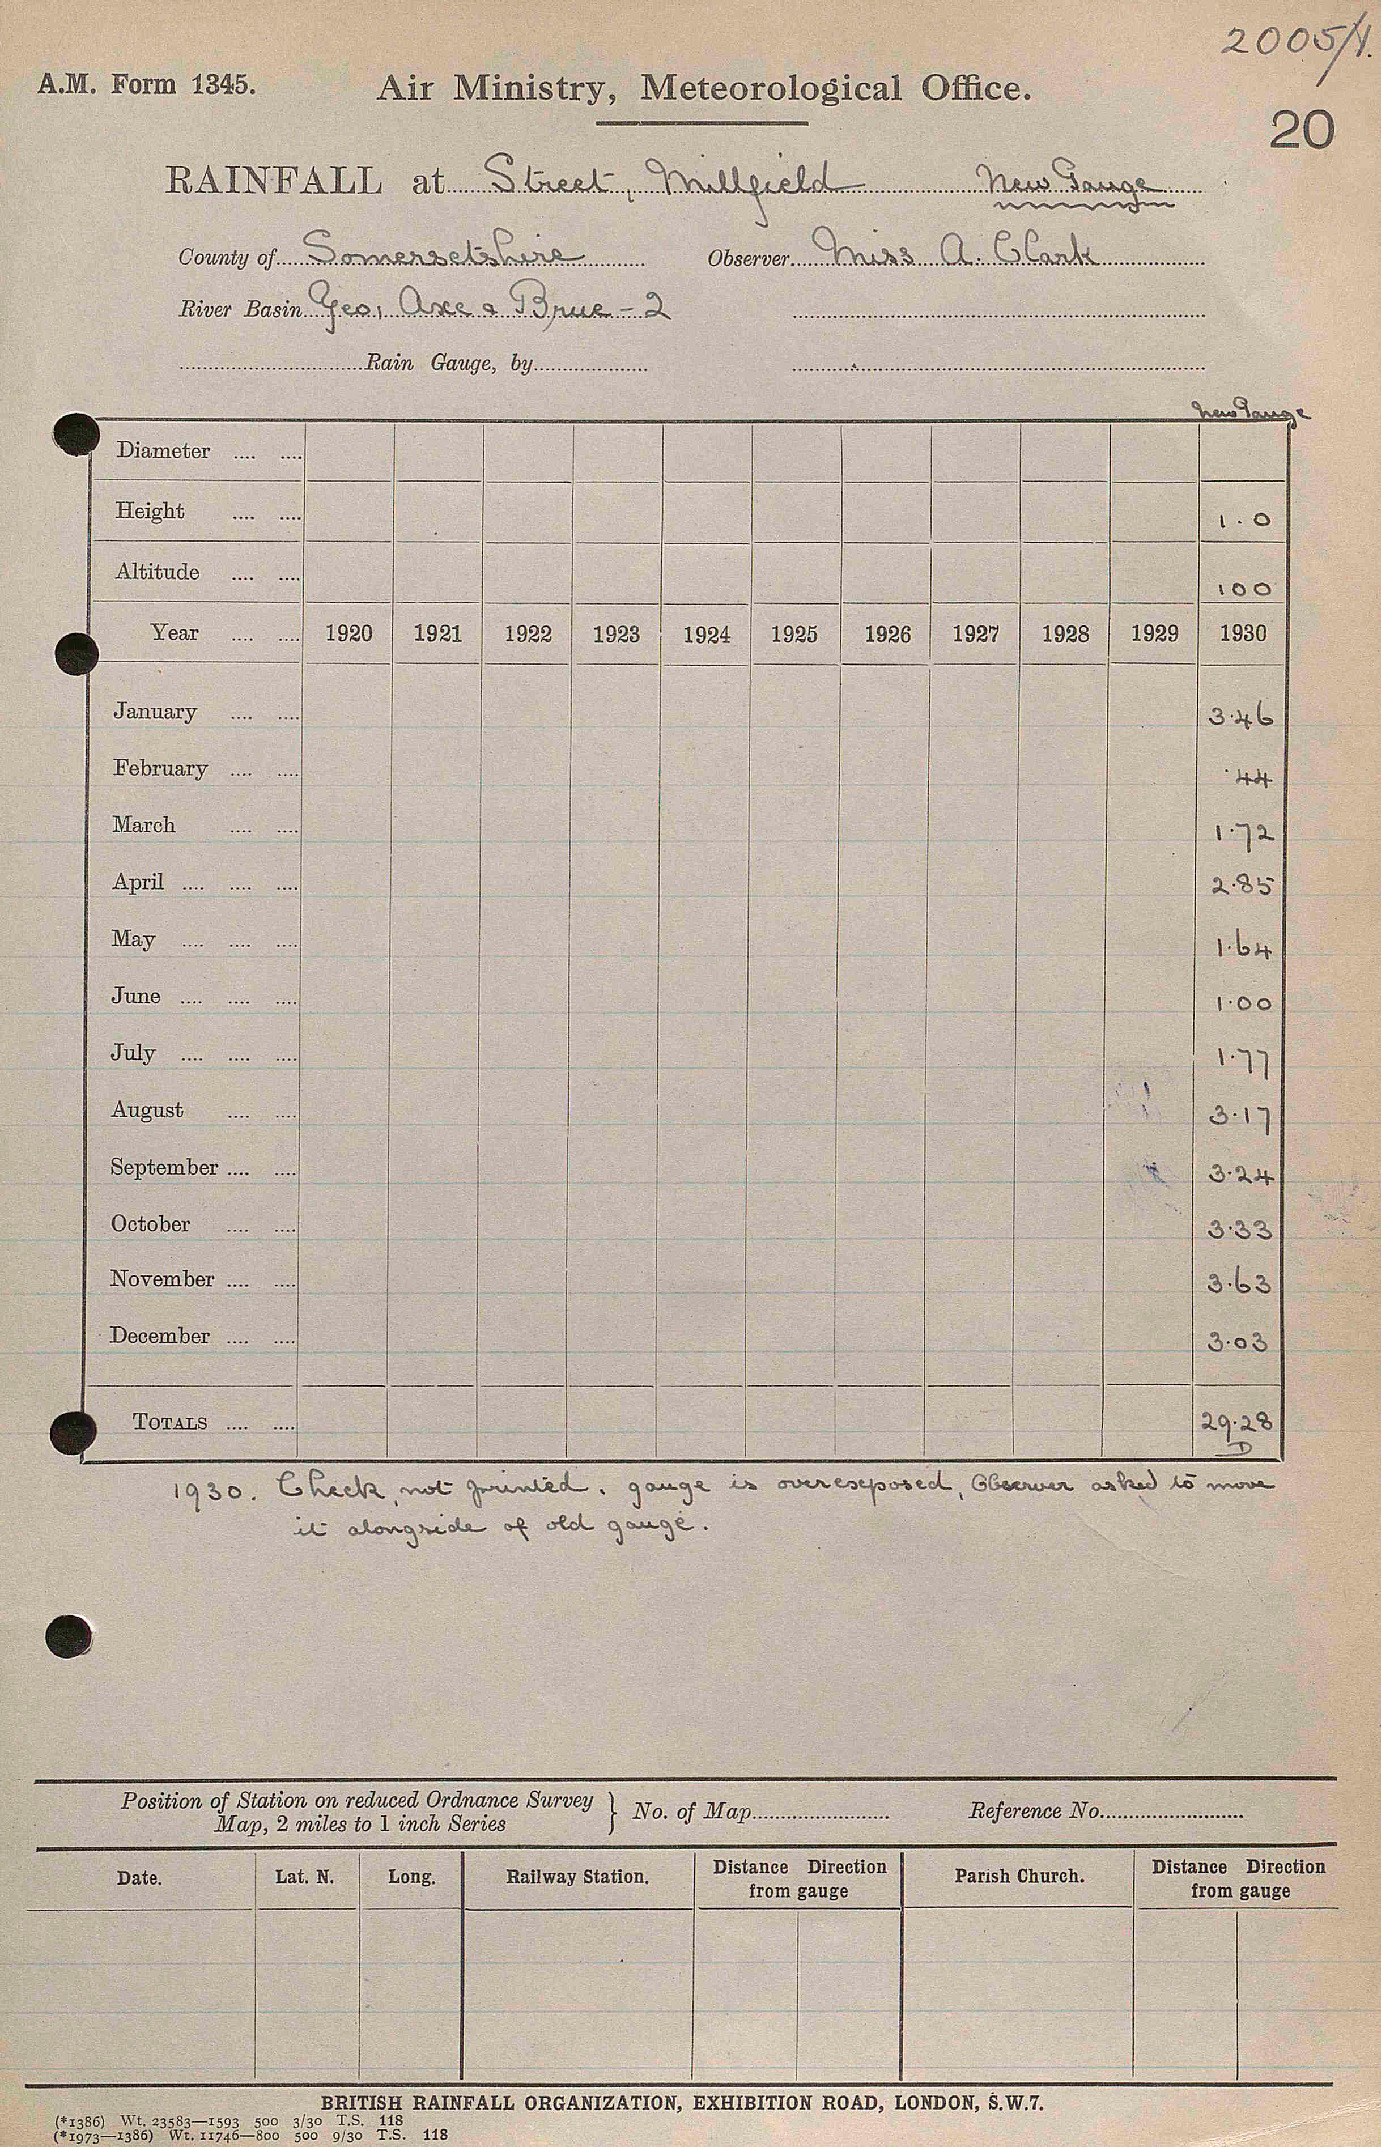 2005/1.
A.M. Form 1345. Air Ministry, Meteorological Office.
20
RAINFALL at Street, Millfield New Gauge
County of Somersetshire Observer Miss A. Clark
River Basin Yeo, Axe & Brue - 2
Rain Gauge, by
New Gauge
Diameter .... ....
Height .... .... 1.0
Altitude .... .... 100
Year .... .... 1920 1921 1922 1923 1924 1925 1926 1927 1928 1929 1930
January .... .... 3.46
February .... .... .44
March .... .... 1.72
April .... .... .... 2.85
May .... .... .... 1.64
June .... .... .... 1.00
July .... .... .... 1.77
August .... .... 3.17
September .... .... 3.24
October .... .... 3.33
November .... .... 3.63
December .... .... 3.03
TOTALS .... .... 29.28
D
1930. Check, not printed. gauge is overexposed, Observer asked to move
it alongside of old gauge.
Position of Station on reduced Ordnance Survey } No. of Map Reference No.
Map, 2 miles to 1 inch Series
Date. Lat. N. Long. Railway Station. Distance Direction Parish Church. Distance Direction
from gauge from gauge
BRITISH RAINFALL ORGANIZATION, EXHIBITION ROAD, LONDON, S.W.7.
(*1386) Wt. 23583—1593 500 3/30 T.S. 118
(*1973—1386) Wt. 11746—800 500 9/30 T.S. 118